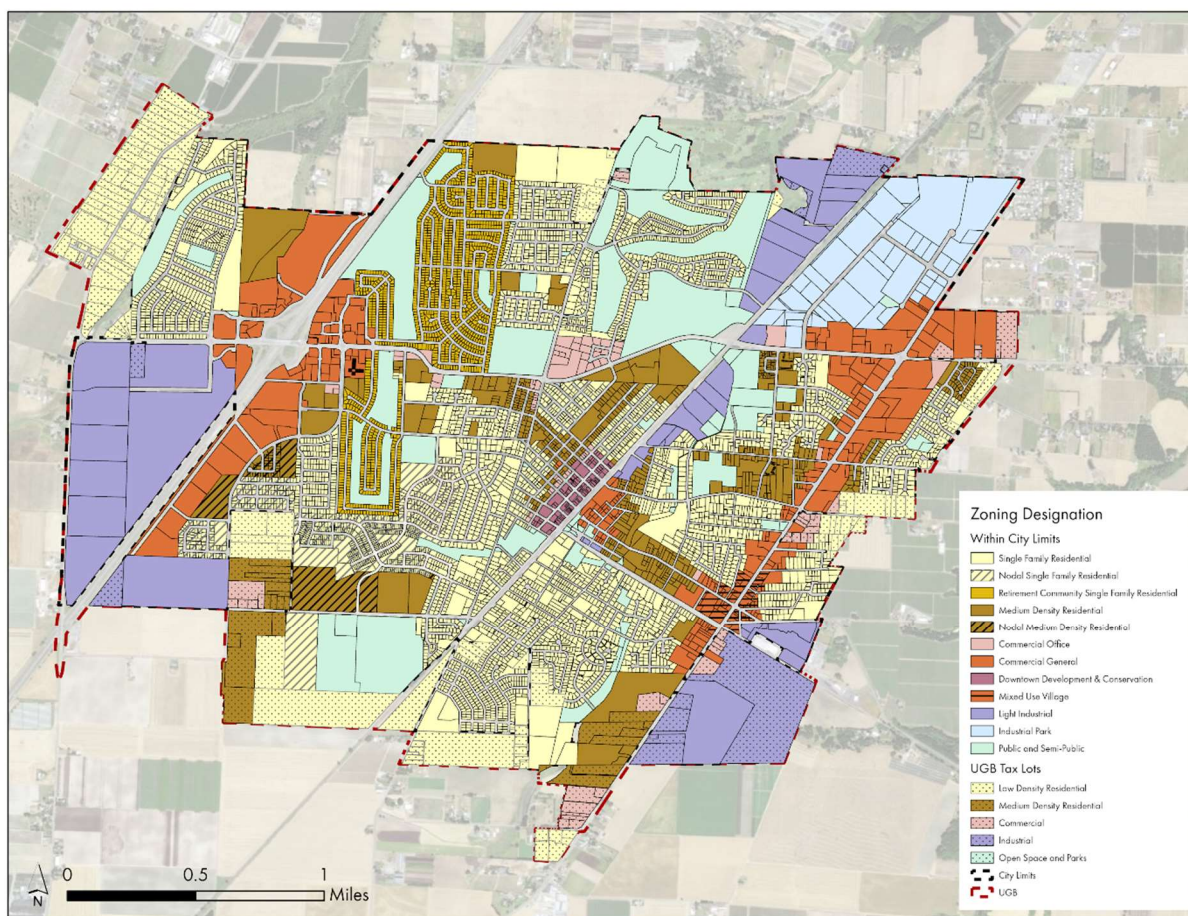 Zoning Designation
Within City Limits
Single Family Residential
Nodal Single Family Residential
Retirement Community Single Family Residential
Medium Density Residential
Nodal Medium Density Residential
Commercial Office
Commercial General
Downtown Development & Conservation
Mixed Use Village
Light Industrial
Industrial Park
Public and Semi-Public
UGB Tax Lots
Low Density Residential
Medium Density Residential
Commercial
Industrial
Open Space and Parks
City Limits
UGB
N
0 0.5 1
Miles